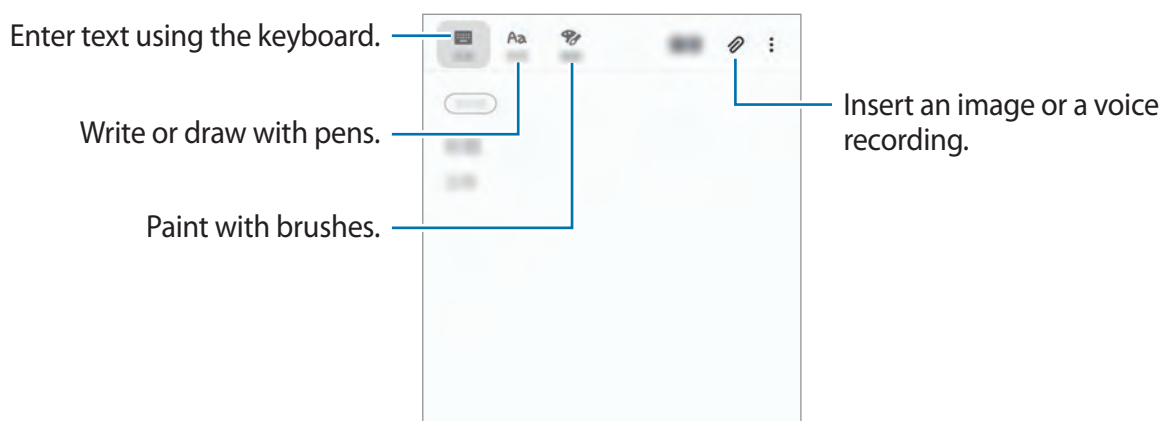 Enter text using the keyboard.
Aa
Write or draw with pens.
Insert an image or a voice
recording.
Paint with brushes.